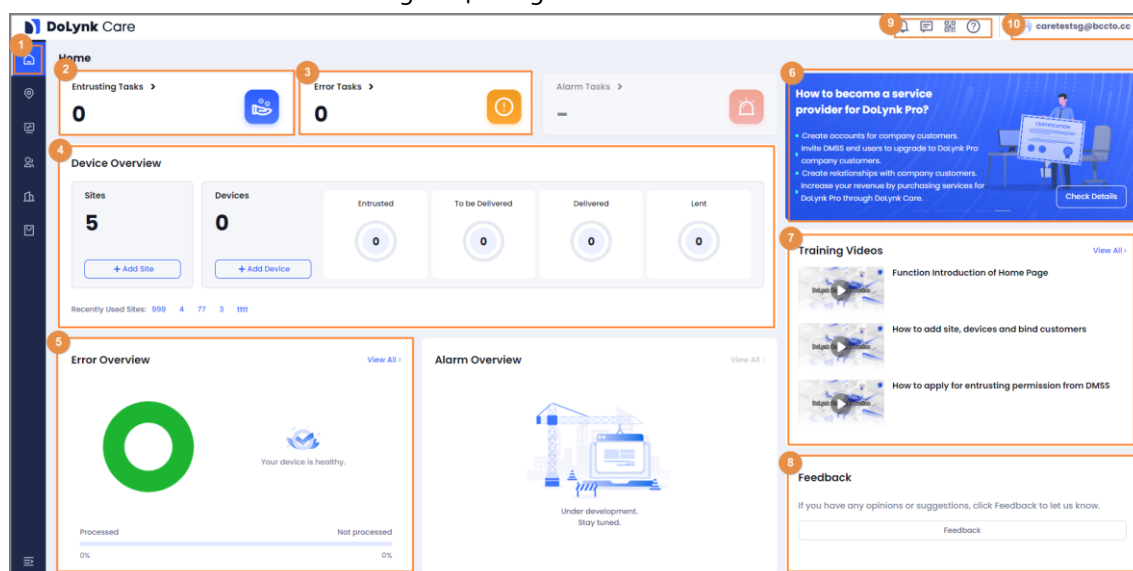 DoLynk Care
9
10
caretestsg@bccto.cc
1
Home
2
Entrusting Tasks >
0
3
Error Tasks >
0
Alarm Tasks >
–
6
How to become a service
provider for DoLynk Pro?
• Create accounts for company customers.
Invite DMSS end users to upgrade to DoLynk Pro
• company customers.
• Create relationships with company customers.
Increase your revenue by purchasing services for
• DoLynk Pro through DoLynk Care.
Check Details
4
Device Overview
Sites
5
+ Add Site
Devices
0
+ Add Device
Entrusted
0
To be Delivered
0
Delivered
0
Lent
0
Recently Used Sites: 999 4 77 3 tttt
7
Training Videos
View All >
Function Introduction of Home Page
How to add site, devices and bind customers
How to apply for entrusting permission from DMSS
5
Error Overview
View All >
Your device is healthy.
Processed
Not processed
0%
0%
Alarm Overview
View All >
Under development.
Stay tuned.
8
Feedback
If you have any opinions or suggestions, click Feedback to let us know.
Feedback